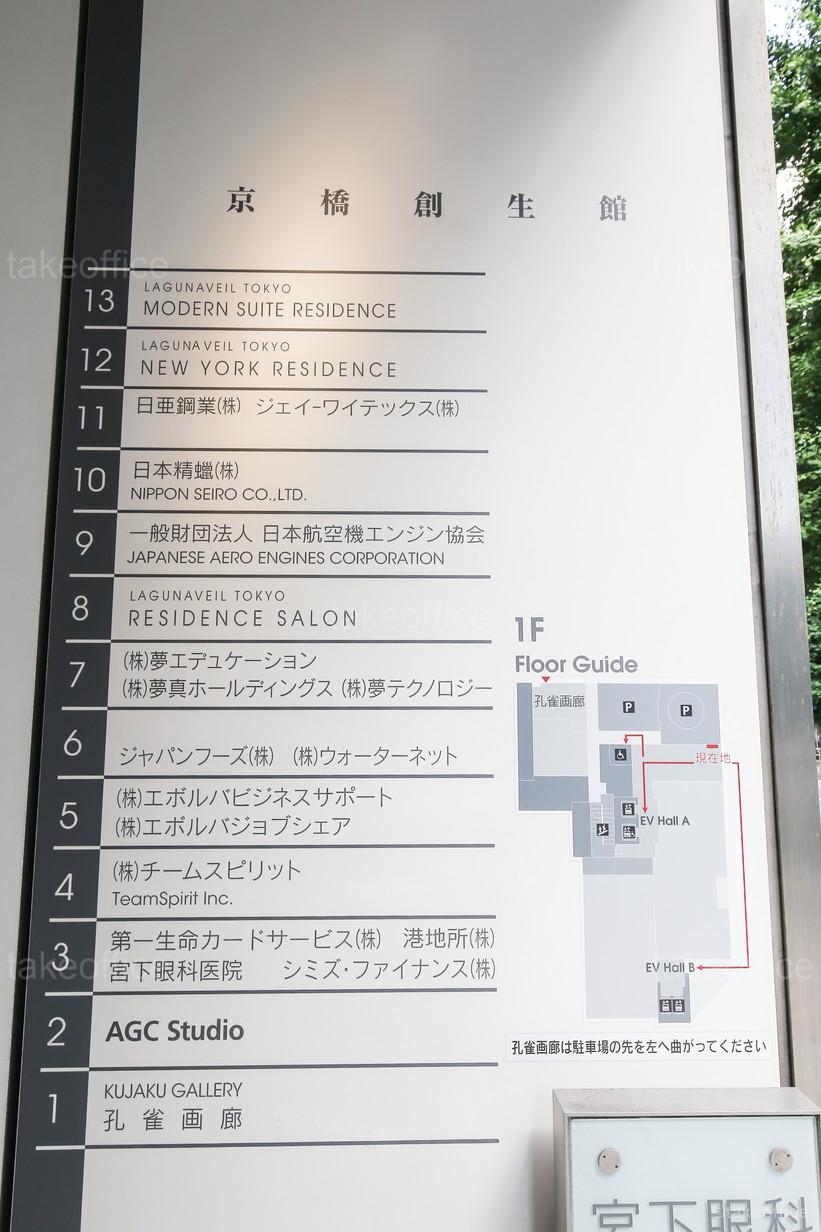 京橋創生館
13
LAGUNAVEIL TOKYO
MODERN SUITE RESIDENCE
12
LAGUNAVEIL TOKYO
NEW YORK RESIDENCE
11
日亜鋼業㈱ ジェイ-ワイテックス㈱
10
日本精蠟㈱
NIPPON SEIRO CO.,LTD.
9
一般財団法人 日本航空機エンジン協会
JAPANESE AERO ENGINES CORPORATION
8
LAGUNAVEIL TOKYO
RESIDENCE SALON
7
㈱夢エデュケーション
㈱夢真ホールディングス ㈱夢テクノロジー
6
ジャパンフーズ㈱ ㈱ウォーターネット
5
㈱エボルバビジネスサポート
㈱エボルバジョブシェア
4
㈱チームスピリット
TeamSpirit Inc.
3
第一生命カードサービス㈱ 港地所㈱
宮下眼科医院 シミズ・ファイナンス㈱
2
AGC Studio
1
KUJAKU GALLERY
孔雀画廊
1F
Floor Guide
孔雀画廊
P
P
現在地
EV Hall A
EV Hall B
孔雀画廊は駐車場の先を左へ曲がってください
宮下眼科
takeoffice
takeoffice
takeoffice
takeoffice
takeoffice